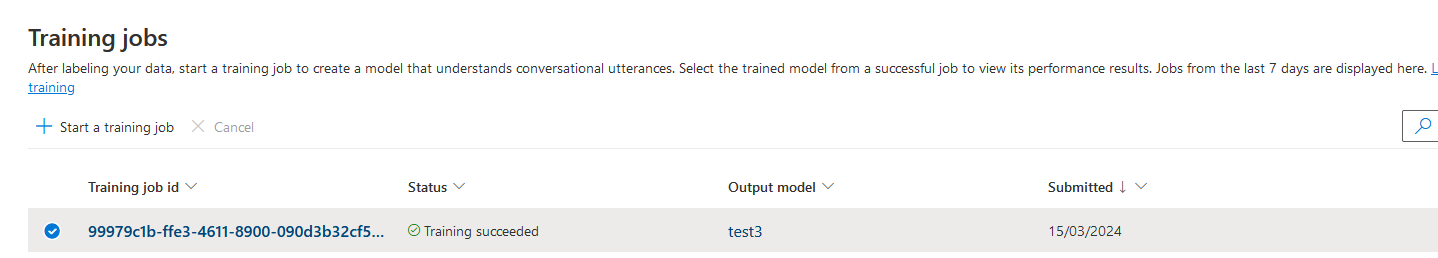 Training jobs
After labeling your data, start a training job to create a model that understands conversational utterances. Select the trained model from a successful job to view its performance results. Jobs from the last 7 days are displayed here. L
training
Start a training job Cancel
Training job id Status Output model Submitted
99979c1b-ffe3-4611-8900-090d3b32cf5... Training succeeded test3 15/03/2024